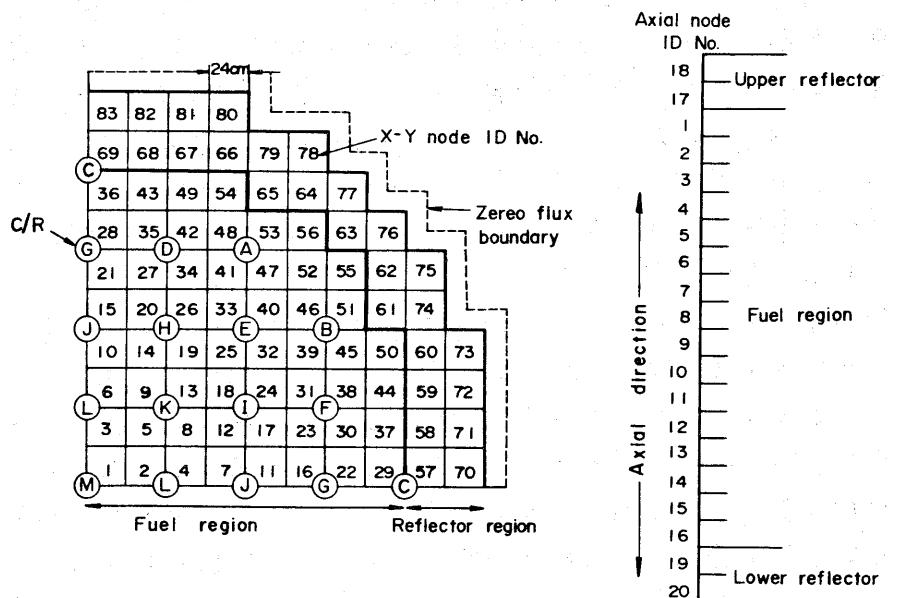 24cm
83 82 81 80
69 68 67 66 79 78
X-Y node ID No.
C
36 43 49 54 65 64 77
C/R
28 35 42 48 53 56 63 76
Zereo flux
boundary
G D A
21 27 34 41 47 52 55 62 75
15 20 26 33 40 46 51 61 74
J H E B
10 14 19 25 32 39 45 50 60 73
6 9 13 18 24 31 38 44 59 72
L K I F
3 5 8 12 17 23 30 37 58 71
1 2 4 7 11 16 22 29 57 70
M L J G C
Fuel region
Reflector region
Axial node
ID No.
18
Upper reflector
17
1
2
3
4
5
6
7
8
Fuel region
9
10
11
12
13
14
15
16
19
Lower reflector
20
Axial direction